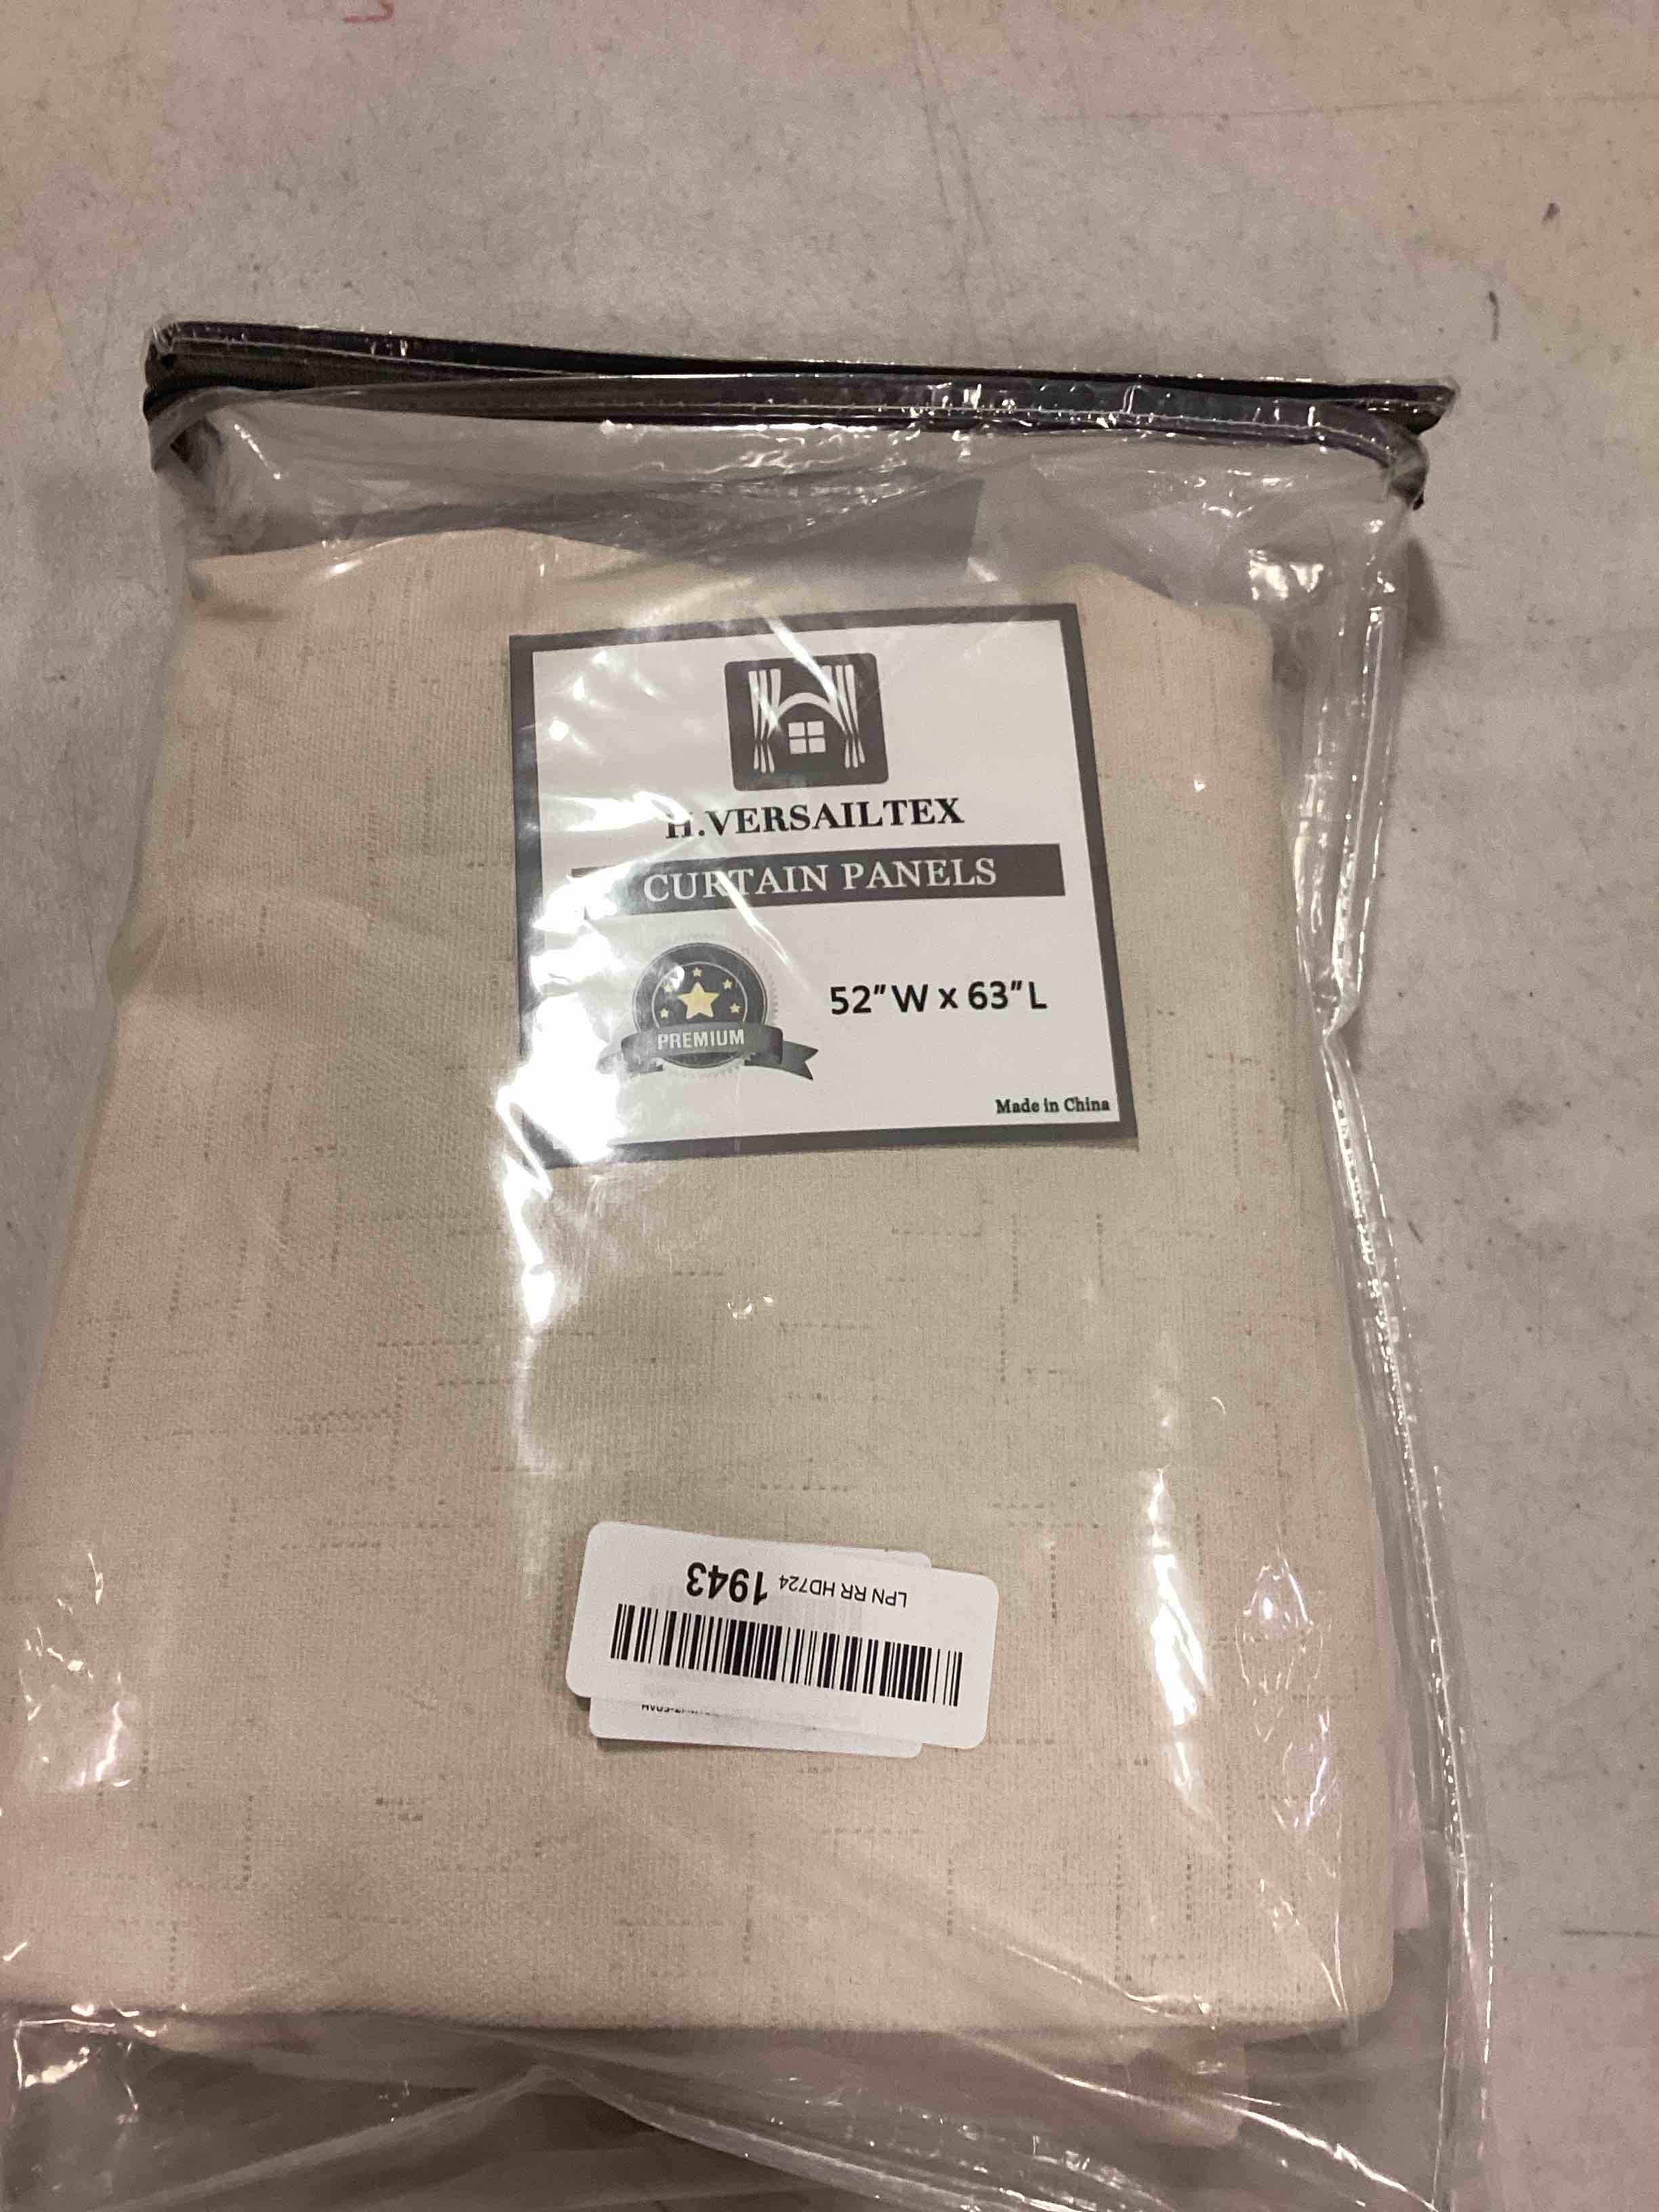 H.VERSAILTEX
CURTAIN PANELS
PREMIUM
52"W x 63"L
Made in China
LPN RR HD724 1943